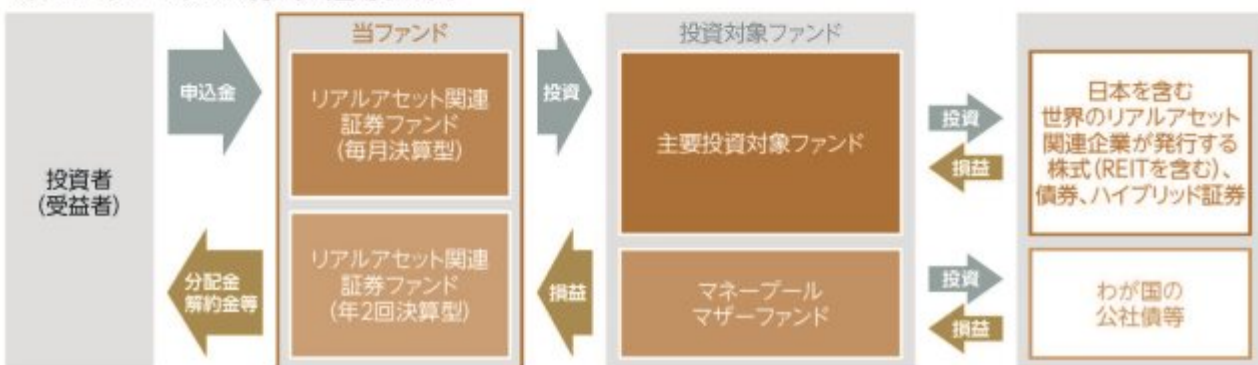 投資者
(受益者)
申込金
分配金
解約金等
当ファンド
リアルアセット関連
証券ファンド
(毎月決算型)
リアルアセット関連
証券ファンド
(年2回決算型)
投資
損益
投資対象ファンド
主要投資対象ファンド
マネープール
マザーファンド
投資
損益
投資
損益
日本を含む
世界のリアルアセット
関連企業が発行する
株式(REITを含む)、
債券、ハイブリッド証券
わが国の
公社債等